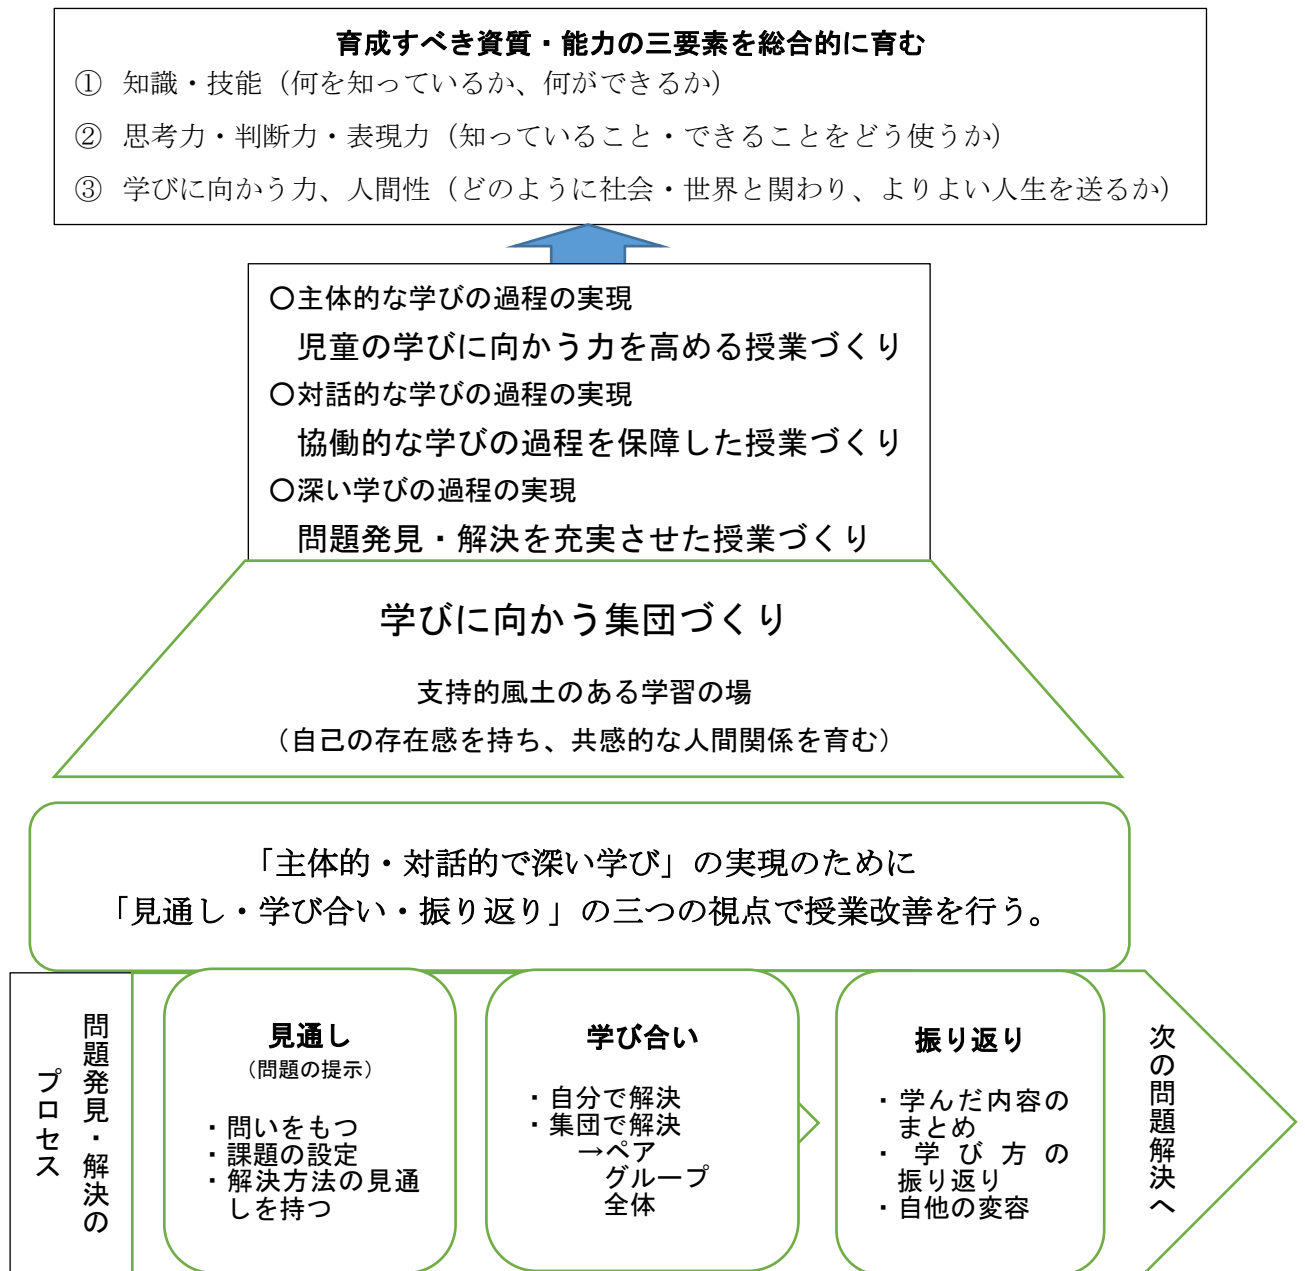 育成すべき資質・能力の三要素を総合的に育む
① 知識・技能（何を知っているか、何ができるか）
② 思考力・判断力・表現力（知っていること・できることをどう使うか）
③ 学びに向かう力、人間性（どのように社会・世界と関わり、よりよい人生を送るか）
〇主体的な学びの過程の実現
児童の学びに向かう力を高める授業づくり
〇対話的な学びの過程の実現
協働的な学びの過程を保障した授業づくり
〇深い学びの過程の実現
問題発見・解決を充実させた授業づくり
学びに向かう集団づくり
支持的風土のある学習の場
（自己の存在感を持ち、共感的な人間関係を育む）
「主体的・対話的で深い学び」の実現のために
「見通し・学び合い・振り返り」の三つの視点で授業改善を行う。
問題発見・解決の
プロセス
見通し
（問題の提示）
・問いをもつ
・課題の設定
・解決方法の見通
しを持つ
学び合い
・自分で解決
・集団で解決
→ペア
グループ
全体
振り返り
・学んだ内容の
まとめ
・学び方の
振り返り
・自他の変容
次の問題解決へ